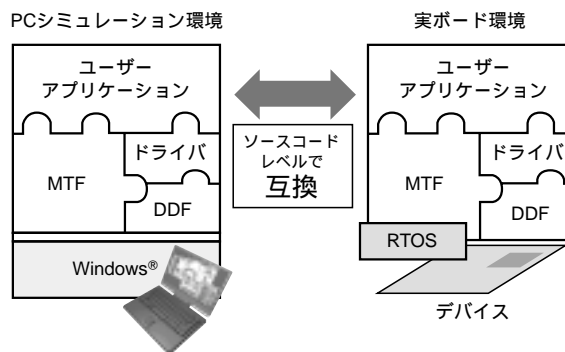 PCシミュレーション環境
ユーザー
アプリケーション
MTF
ドライバ
DDF
Windows®
ソースコード
レベルで
互換
実ボード環境
ユーザー
アプリケーション
MTF
ドライバ
DDF
RTOS
デバイス